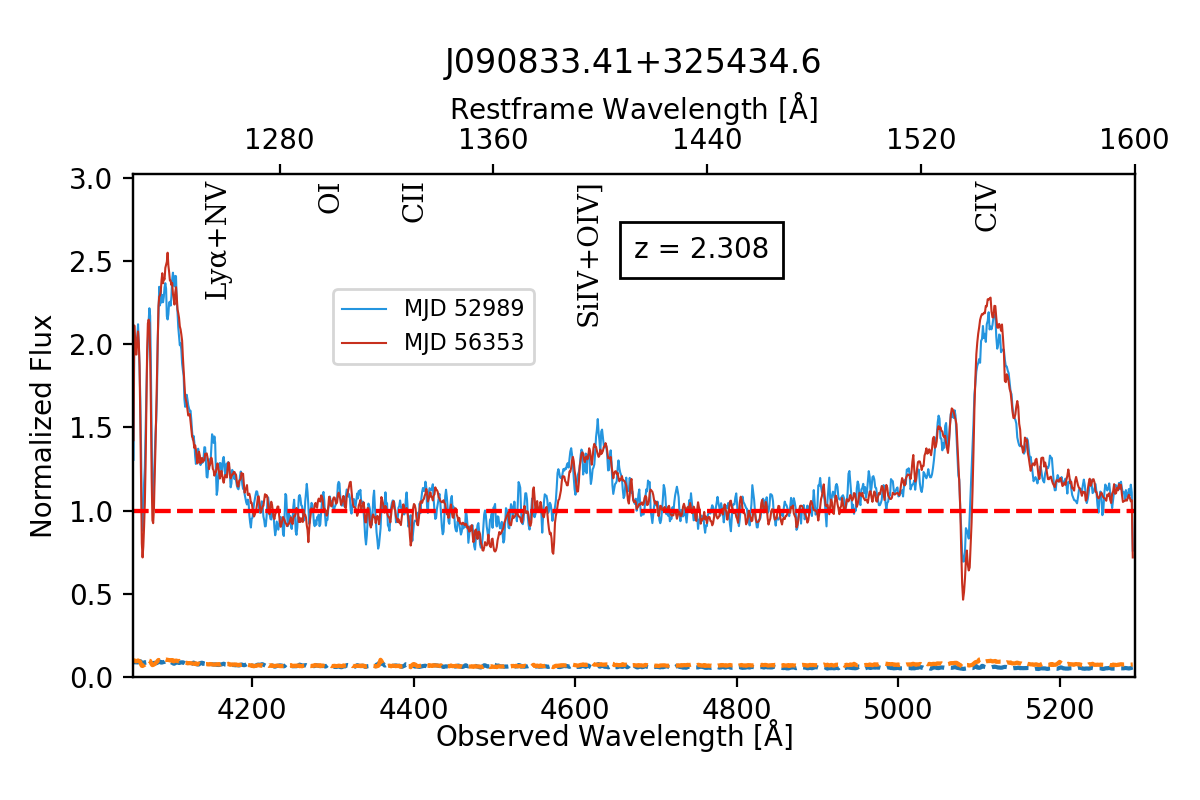 J090833.41+325434.6
Restframe Wavelength [Å]
1280 1360 1440 1520 1600
3.0
2.5
2.0
1.5
1.0
0.5
0.0
Normalized Flux
Lyα+NV
OI
CII
SiIV+OIV]
CIV
z = 2.308
MJD 52989
MJD 56353
4200 4400 4600 4800 5000 5200
Observed Wavelength [Å]